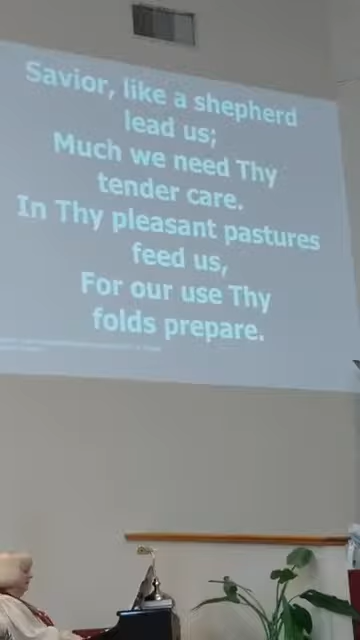 Savior, like a shepherd
lead us;
Much we need Thy
tender care.
In Thy pleasant pastures
feed us,
For our use Thy
folds prepare.